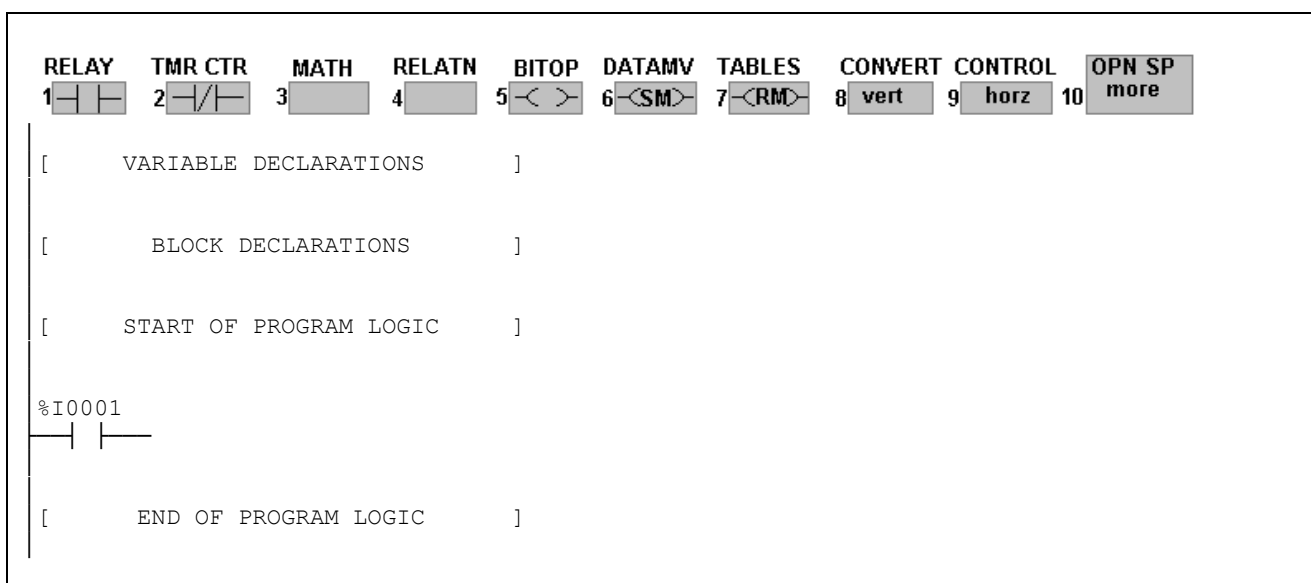 RELAY TMR CTR MATH RELATN BITOP DATAMV TABLES CONVERT CONTROL OPN SP
1 2 3 4 5 6 SM 7 RM 8 vert 9 horz 10 more
[ VARIABLE DECLARATIONS ]
[ BLOCK DECLARATIONS ]
[ START OF PROGRAM LOGIC ]
%I0001
[ END OF PROGRAM LOGIC ]